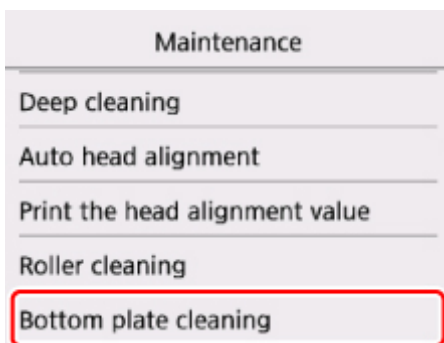 Maintenance
Deep cleaning
Auto head alignment
Print the head alignment value
Roller cleaning
Bottom plate cleaning